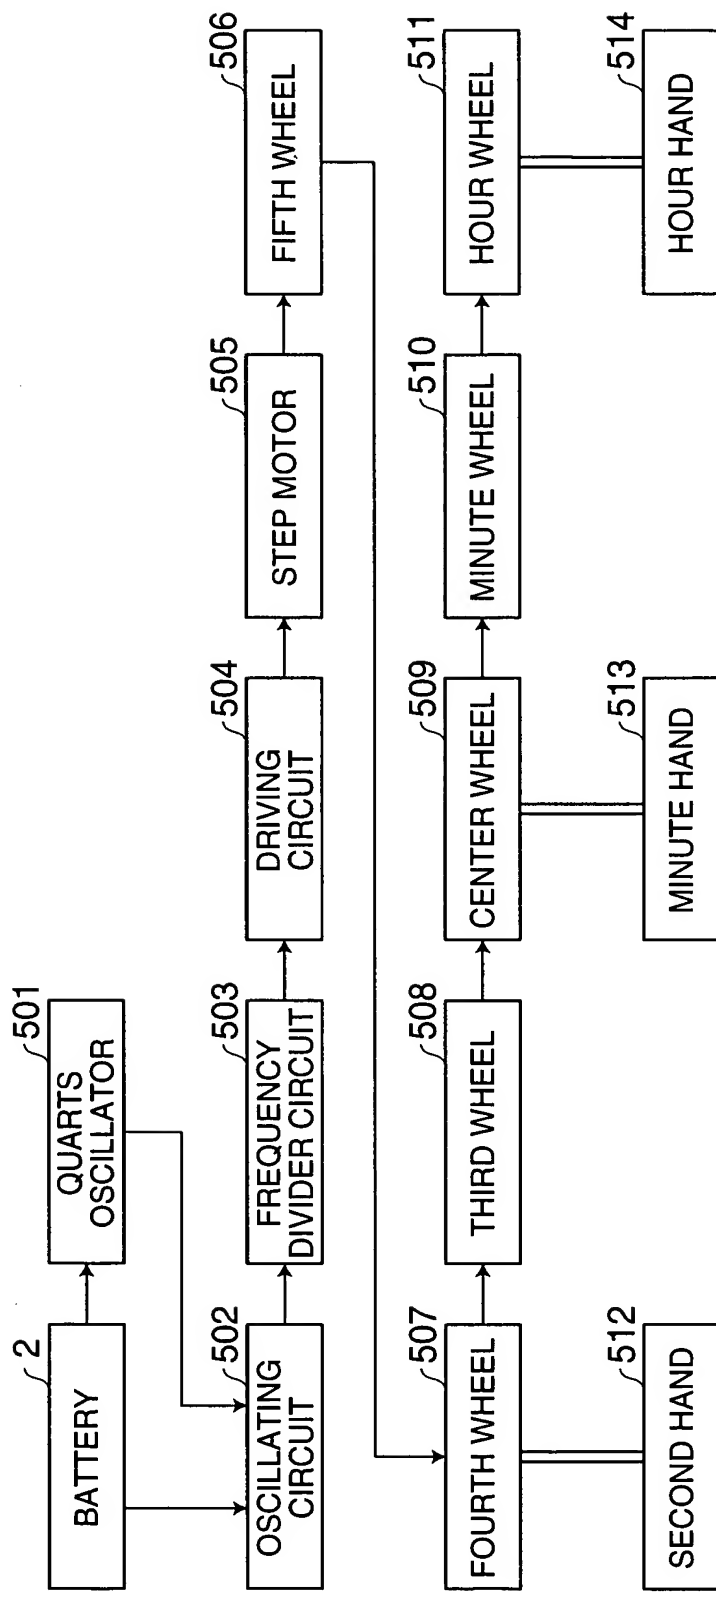 2
BATTERY
501
QUARTS
OSCILLATOR
502
OSCILLATING
CIRCUIT
503
FREQUENCY
DIVIDER CIRCUIT
504
DRIVING
CIRCUIT
505
STEP MOTOR
506
FIFTH WHEEL
507
FOURTH WHEEL
508
THIRD WHEEL
509
CENTER WHEEL
510
MINUTE WHEEL
511
HOUR WHEEL
512
SECOND HAND
513
MINUTE HAND
514
HOUR HAND